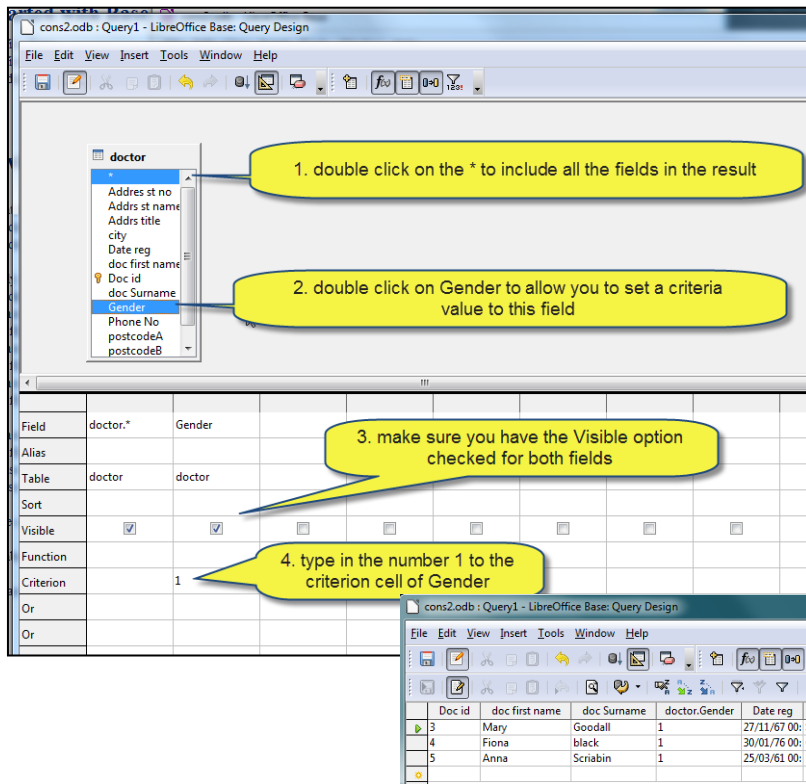 cons2.odb : Query1 - LibreOffice Base: Query Design
File Edit View Insert Tools Window Help
doctor
*
Addres st no
Addrs st name
Addrs title
city
Date reg
doc first name
Doc id
doc Surname
Gender
Phone No
postcodeA
postcodeB
1. double click on the * to include all the fields in the result
2. double click on Gender to allow you to set a criteria
value to this field
Field doctor.* Gender
Alias
Table doctor doctor
Sort
Visible
Function
Criterion 1
Or
Or
3. make sure you have the Visible option
checked for both fields
4. type in the number 1 to the
criterion cell of Gender
cons2.odb : Query1 - LibreOffice Base: Query Design
File Edit View Insert Tools Window Help
Doc id doc first name doc Surname doctor.Gender Date reg
3 Mary Goodall 1 27/11/67 00:
4 Fiona black 1 30/01/76 00:
5 Anna Scriabin 1 25/03/61 00: